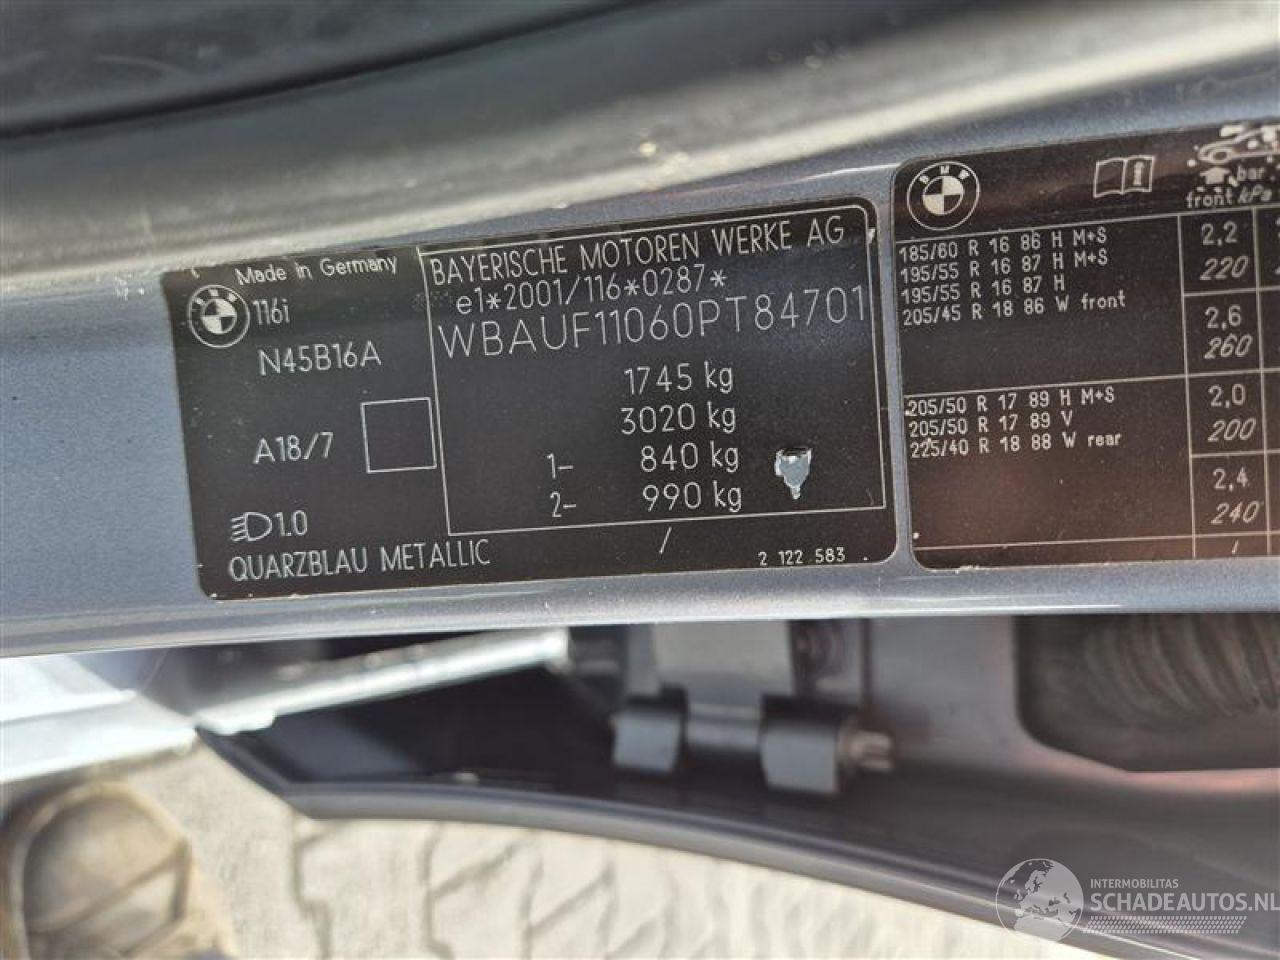 Made in Germany
116i
N45B16A
A18/7
1.0
QUARZBLAU METALLIC
BAYERISCHE MOTOREN WERKE AG
e1*2001/116*0287*
WBAUF11060PT84701
1745 kg
3020 kg
1- 840 kg
2- 990 kg
/
2 122 583
BMW
bar
front kPa
185/60 R 16 86 H M+S
195/55 R 16 87 H M+S
195/55 R 16 87 H
205/45 R 18 86 W front
2,2
220
2,6
260
205/50 R 17 89 H M+S
205/50 R 17 89 V
225/40 R 18 88 W rear
2,0
200
2,4
240
/
INTERMOBILITAS
SCHADEAUTOS.NL